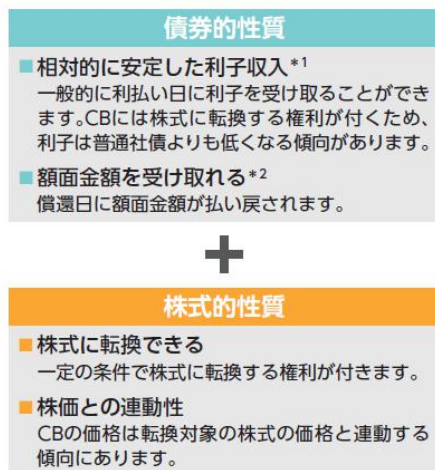 債券的性質
■相対的に安定した利子収入*1
一般的に利払い日に利子を受け取ることができ
ます。CBには株式に転換する権利が付くため、
利子は普通社債よりも低くなる傾向があります。
■額面金額を受け取れる*2
償還日に額面金額が払い戻されます。
+
株式的性質
■株式に転換できる
一定の条件で株式に転換する権利が付きます。
■株価との連動性
CBの価格は転換対象の株式の価格と連動する
傾向にあります。